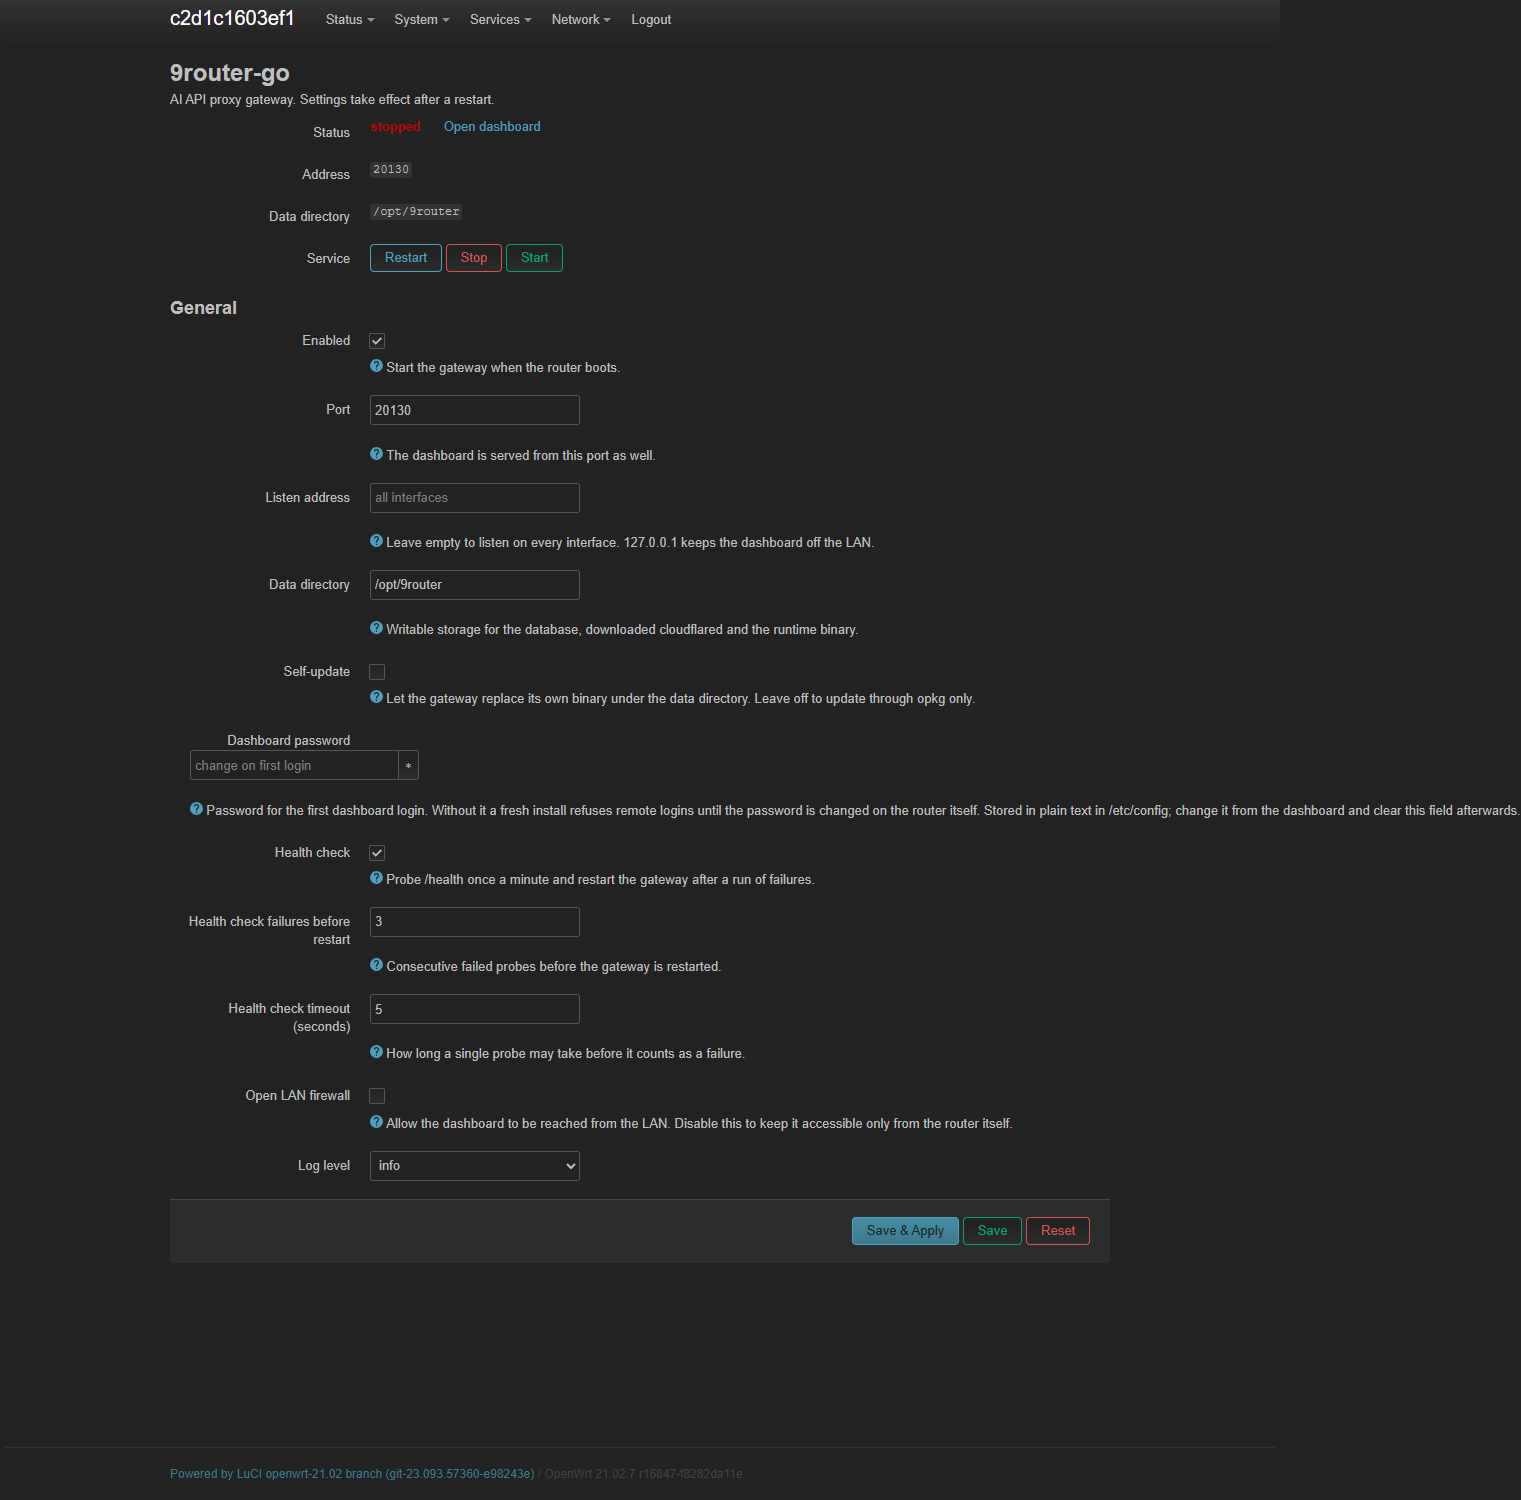 c2d1c1603ef1 Status System Services Network Logout
9router-go
AI API proxy gateway. Settings take effect after a restart.
Status stopped Open dashboard
Address 20130
Data directory /opt/9router
Service Restart Stop Start
General
Enabled
Start the gateway when the router boots.
Port 20130
The dashboard is served from this port as well.
Listen address all interfaces
Leave empty to listen on every interface. 127.0.0.1 keeps the dashboard off the LAN.
Data directory /opt/9router
Writable storage for the database, downloaded cloudflared and the runtime binary.
Self-update
Let the gateway replace its own binary under the data directory. Leave off to update through opkg only.
Dashboard password
change on first login *
Password for the first dashboard login. Without it a fresh install refuses remote logins until the password is changed on the router itself. Stored in plain text in /etc/config; change it from the dashboard and clear this field afterwards.
Health check
Probe /health once a minute and restart the gateway after a run of failures.
Health check failures before
restart 3
Consecutive failed probes before the gateway is restarted.
Health check timeout
(seconds) 5
How long a single probe may take before it counts as a failure.
Open LAN firewall
Allow the dashboard to be reached from the LAN. Disable this to keep it accessible only from the router itself.
Log level info
Save & Apply Save Reset
Powered by LuCI openwrt-21.02 branch (git-23.093.57360-e98243e) / OpenWrt 21.02.7 r16847-f8282da11e